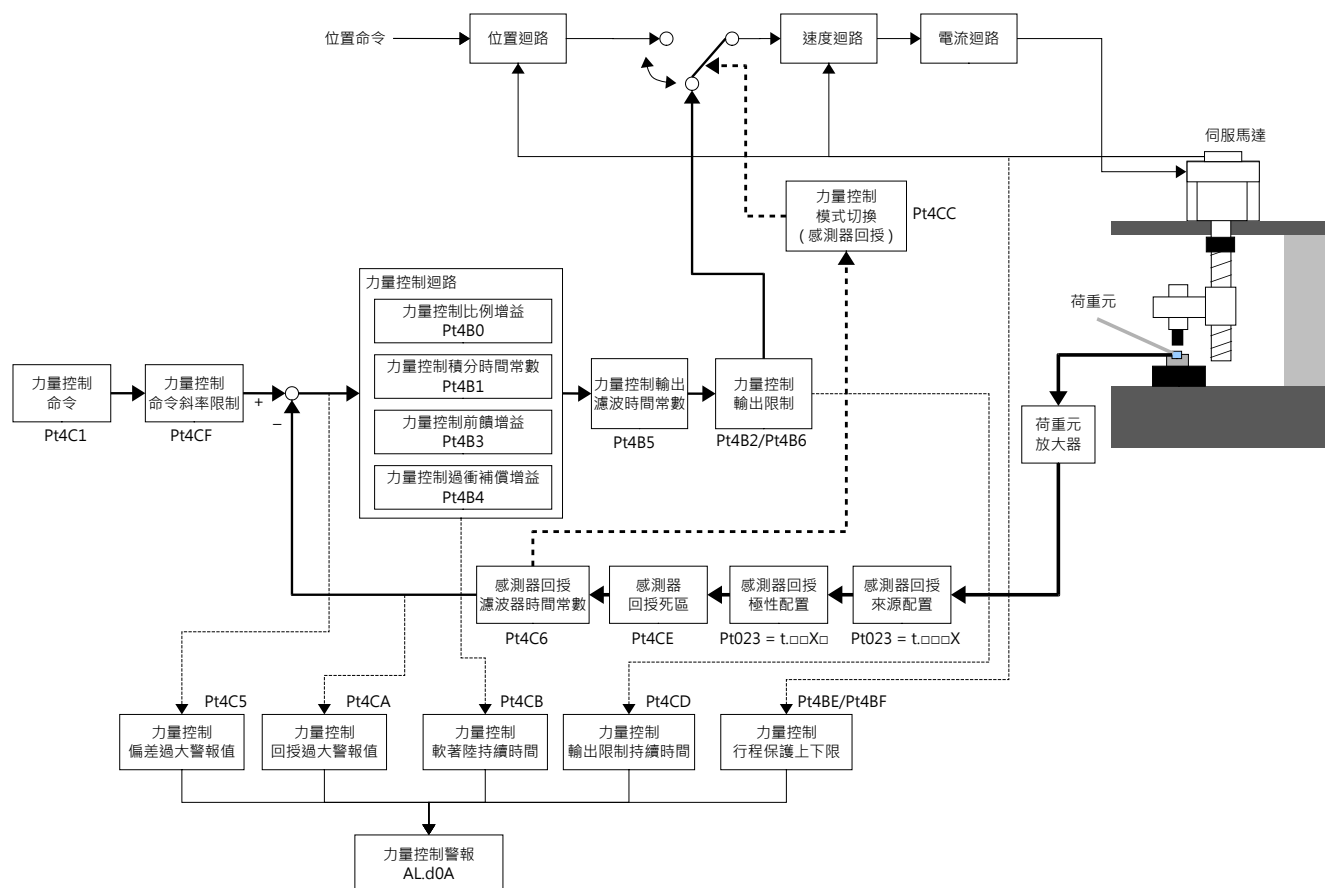 位置命令
位置迴路
速度迴路
電流迴路
伺服馬達
力量控制
模式切換
(感測器回授)
Pt4CC
力量控制迴路
力量控制比例增益
Pt4B0
力量控制積分時間常數
Pt4B1
力量控制前饋增益
Pt4B3
力量控制過衝補償增益
Pt4B4
荷重元
力量控制
命令
Pt4C1
力量控制
命令斜率限制
Pt4CF
+
−
力量控制輸出
濾波時間常數
Pt4B5
力量控制
輸出限制
Pt4B2/Pt4B6
荷重元
放大器
感測器回授
濾波器時間常數
Pt4C6
感測器
回授死區
Pt4CE
感測器回授
極性配置
Pt023 = t.□□X□
感測器回授
來源配置
Pt023 = t.□□□X
Pt4C5
力量控制
偏差過大警報值
Pt4CA
力量控制
回授過大警報值
Pt4CB
力量控制
軟著陸持續時間
Pt4CD
力量控制
輸出限制持續時間
Pt4BE/Pt4BF
力量控制
行程保護上下限
力量控制警報
AL.d0A